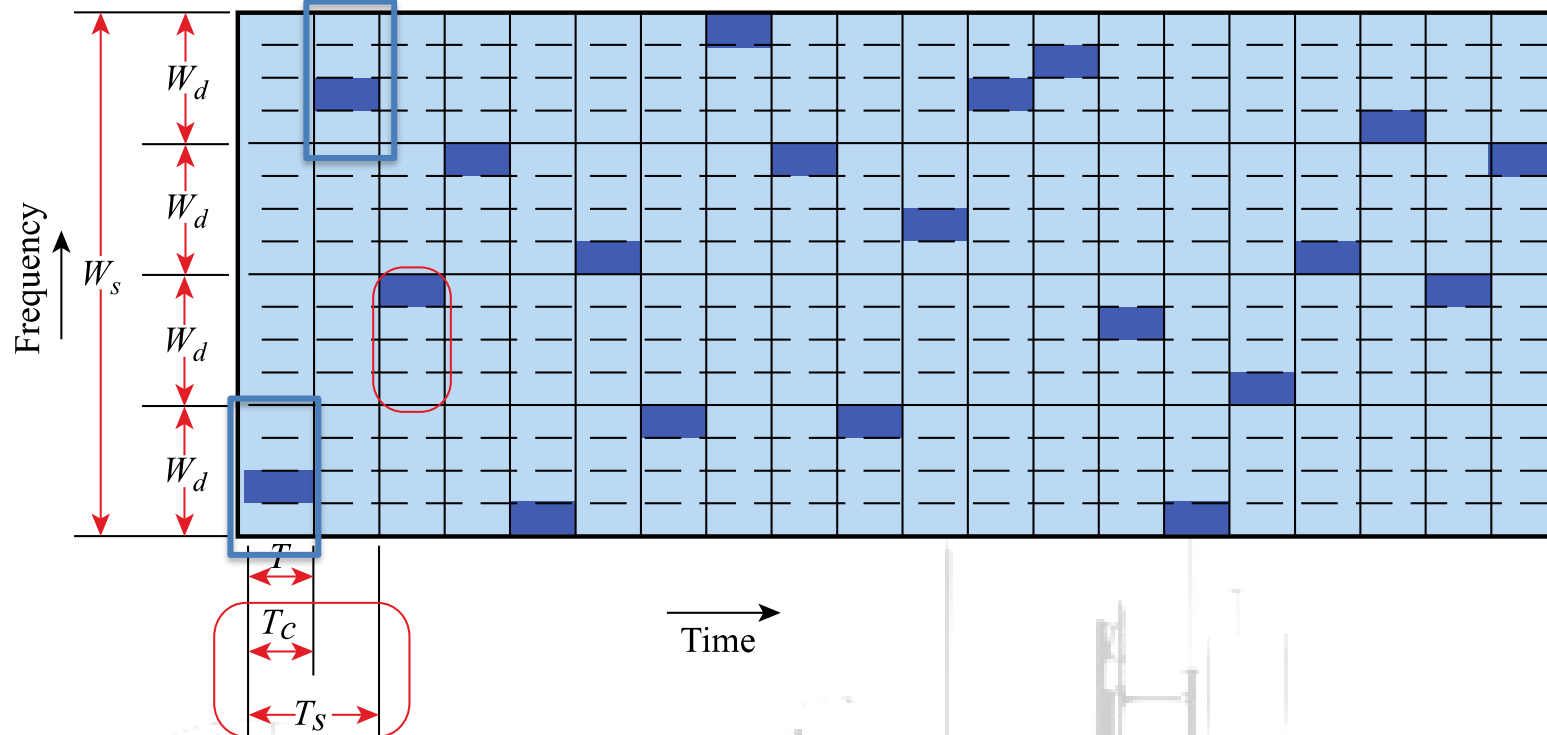 W_d
W_d
Frequency
W_s
W_d
W_d
T
T_C
Time
T_S